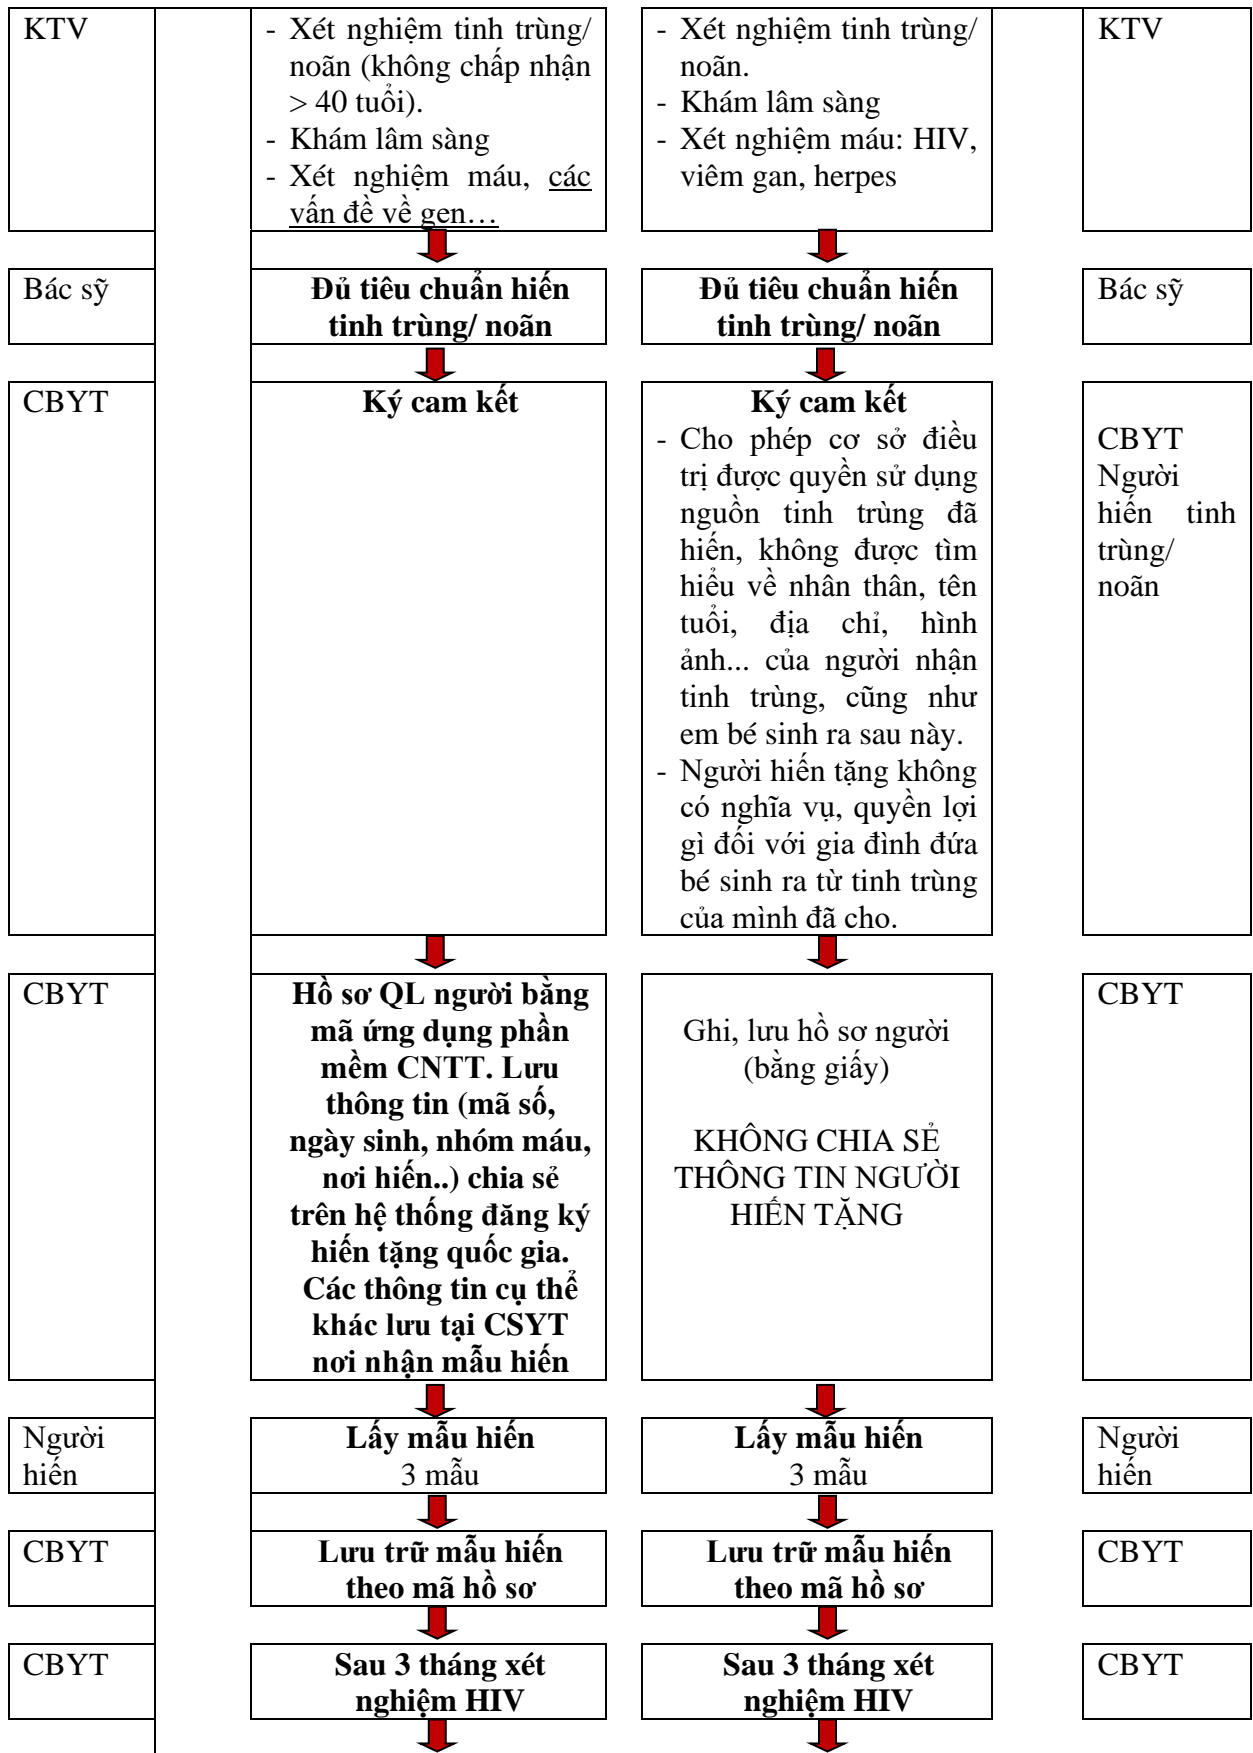 KTV
- Xét nghiệm tinh trùng/
noãn (không chấp nhận
> 40 tuổi).
- Khám lâm sàng
- Xét nghiệm máu, các
vấn đề về gen…
- Xét nghiệm tinh trùng/
noãn.
- Khám lâm sàng
- Xét nghiệm máu: HIV,
viêm gan, herpes
KTV
Bác sỹ
Đủ tiêu chuẩn hiến
tinh trùng/ noãn
Đủ tiêu chuẩn hiến
tinh trùng/ noãn
Bác sỹ
CBYT
Ký cam kết
Ký cam kết
- Cho phép cơ sở điều
trị được quyền sử dụng
nguồn tinh trùng đã
hiến, không được tìm
hiểu về nhân thân, tên
tuổi, địa chỉ, hình
ảnh... của người nhận
tinh trùng, cũng như
em bé sinh ra sau này.
- Người hiến tặng không
có nghĩa vụ, quyền lợi
gì đối với gia đình đứa
bé sinh ra từ tinh trùng
của mình đã cho.
CBYT
Người
hiến tinh
trùng/
noãn
CBYT
Hồ sơ QL người bằng
mã ứng dụng phần
mềm CNTT. Lưu
thông tin (mã số,
ngày sinh, nhóm máu,
nơi hiến..) chia sẻ
trên hệ thống đăng ký
hiến tặng quốc gia.
Các thông tin cụ thể
khác lưu tại CSYT
nơi nhận mẫu hiến
Ghi, lưu hồ sơ người
(bằng giấy)
KHÔNG CHIA SẺ
THÔNG TIN NGƯỜI
HIẾN TẶNG
CBYT
Người
hiến
Lấy mẫu hiến
3 mẫu
Lấy mẫu hiến
3 mẫu
Người
hiến
CBYT
Lưu trữ mẫu hiến
theo mã hồ sơ
Lưu trữ mẫu hiến
theo mã hồ sơ
CBYT
CBYT
Sau 3 tháng xét
nghiệm HIV
Sau 3 tháng xét
nghiệm HIV
CBYT